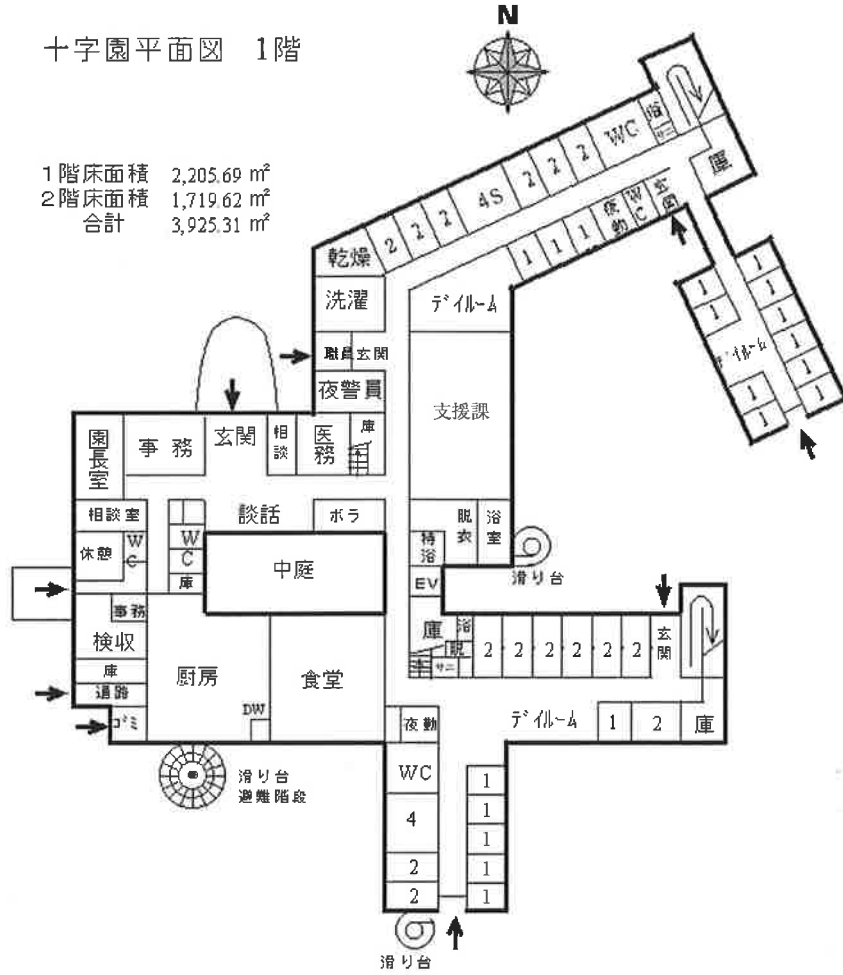 N
十字園平面図 1階
1階床面積 2,205.69 m²
2階床面積 1,719.62 m²
合計 3,925.31 m²
浴
サニ
WC
2
2
2
4S
2
2
2
乾燥
庫
玄関
WC
夜勤
1
1
1
洗濯
デイルーム
職員玄関
夜警員
支援課
1
1
1
1
1
1
1
デイルーム
1
1
園長室
事務
玄関
相談
医務
庫
相談室
談話
ボラ
脱衣
浴室
特浴
休憩
WC
WC
庫
中庭
EV
滑り台
事務
検収
庫
通路
ゴミ
厨房
DW
食堂
庫
浴
脱
サニ
2
2
2
2
2
2
玄関
デイルーム
1
2
庫
夜勤
WC
4
2
2
1
1
1
1
1
滑り台
避難階段
滑り台